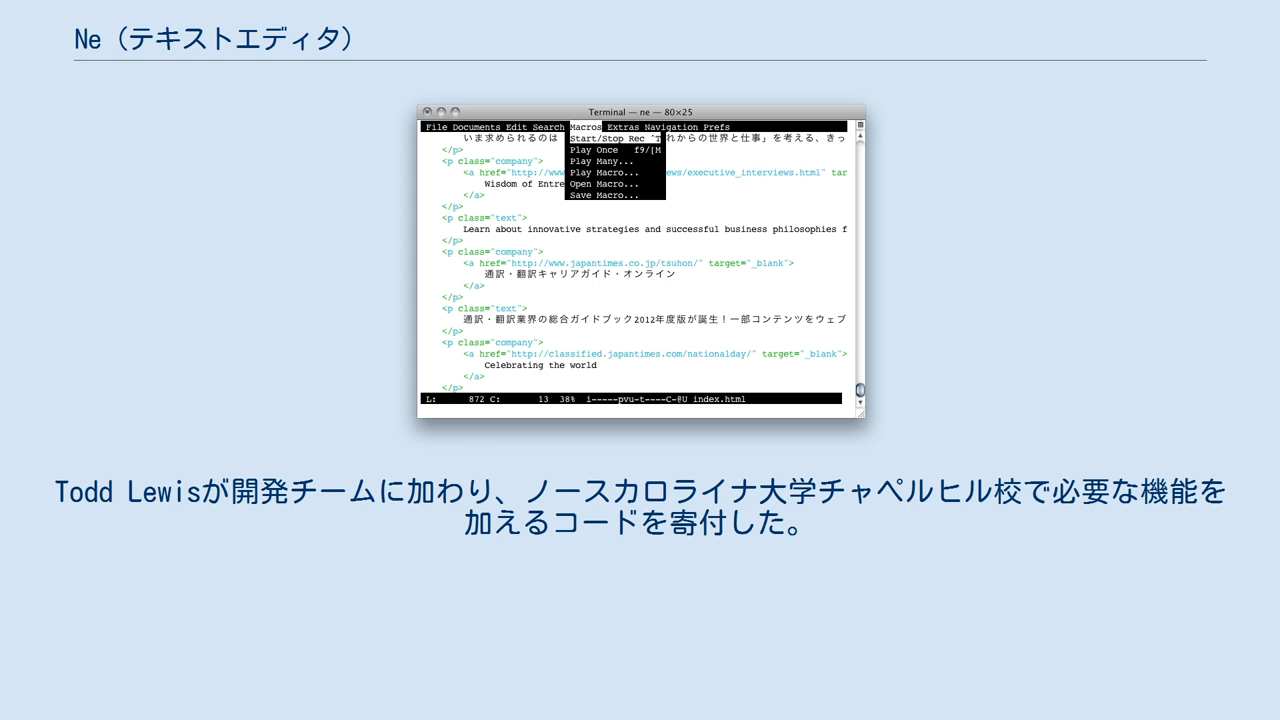 Ne（テキストエディタ）
Terminal — ne — 80×25
File Documents Edit Search Macros Extras Navigation Prefs
いま求められるのは Start/Stop Rec ^T れからの世界と仕事」を考える、きっ
</p> Play Once f9/[M
<p class="company"> Play Many...
<a href="http://www Play Macro... ews/executive_interviews.html" tar
Wisdom of Entre Open Macro...
</a> Save Macro...
</p>
<p class="text">
Learn about innovative strategies and successful business philosophies f
</p>
<p class="company">
<a href="http://www.japantimes.co.jp/tsuhon/" target="_blank">
通訳・翻訳キャリアガイド・オンライン
</a>
</p>
<p class="text">
通訳・翻訳業界の総合ガイドブック2012年度版が誕生！一部コンテンツをウェブ
</p>
<p class="company">
<a href="http://classified.japantimes.com/nationalday/" target="_blank">
Celebrating the world
</a>
</p>
L: 872 C: 13 38% i-----pvu-t----C-@U index.html
Todd Lewisが開発チームに加わり、ノースカロライナ大学チャペルヒル校で必要な機能を
加えるコードを寄付した。